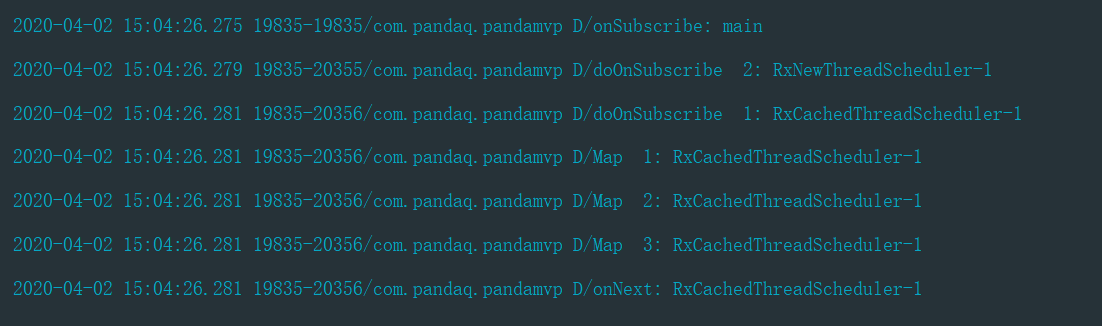 2020-04-02 15:04:26.275 19835-19835/com.pandaq.pandamvp D/onSubscribe: main
2020-04-02 15:04:26.279 19835-20355/com.pandaq.pandamvp D/doOnSubscribe  2: RxNewThreadScheduler-1
2020-04-02 15:04:26.281 19835-20356/com.pandaq.pandamvp D/doOnSubscribe  1: RxCachedThreadScheduler-1
2020-04-02 15:04:26.281 19835-20356/com.pandaq.pandamvp D/Map  1: RxCachedThreadScheduler-1
2020-04-02 15:04:26.281 19835-20356/com.pandaq.pandamvp D/Map  2: RxCachedThreadScheduler-1
2020-04-02 15:04:26.281 19835-20356/com.pandaq.pandamvp D/Map  3: RxCachedThreadScheduler-1
2020-04-02 15:04:26.281 19835-20356/com.pandaq.pandamvp D/onNext: RxCachedThreadScheduler-1